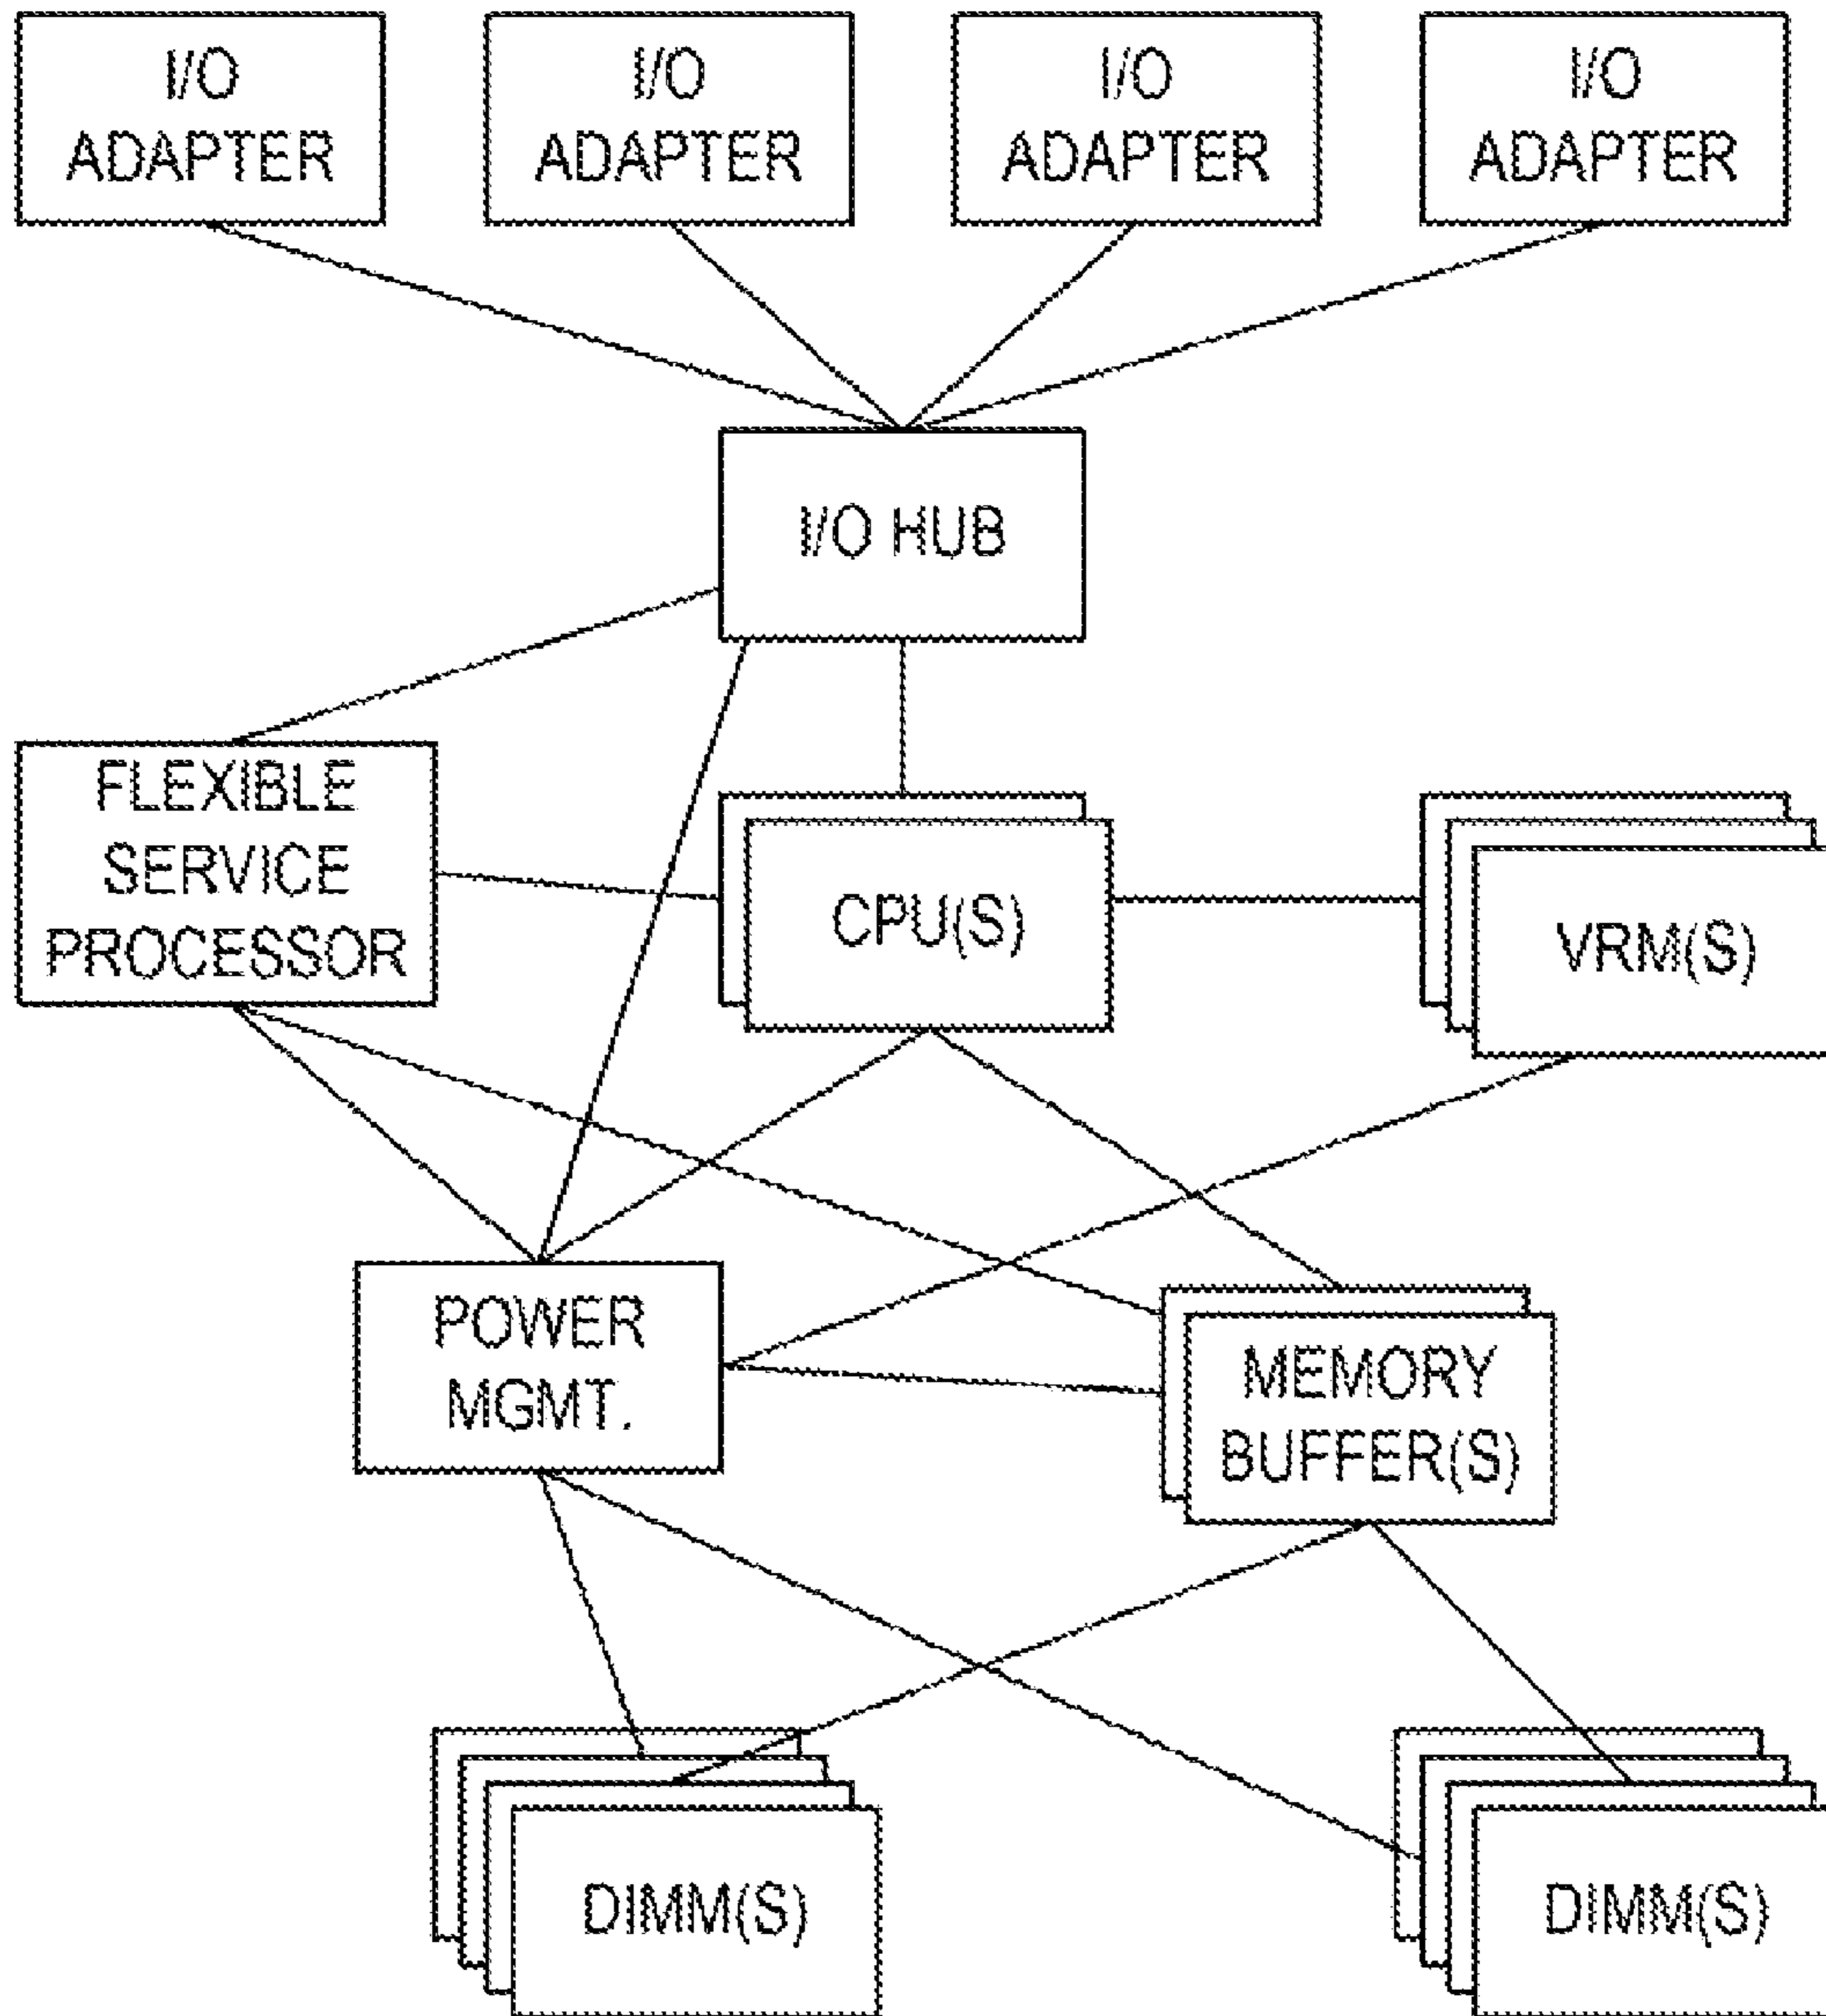 I/O
ADAPTER
I/O
ADAPTER
I/O
ADAPTER
I/O
ADAPTER
I/O HUB
FLEXIBLE
SERVICE
PROCESSOR
CPU(S)
VRM(S)
POWER
MGMT.
MEMORY
BUFFER(S)
DIMM(S)
DIMM(S)